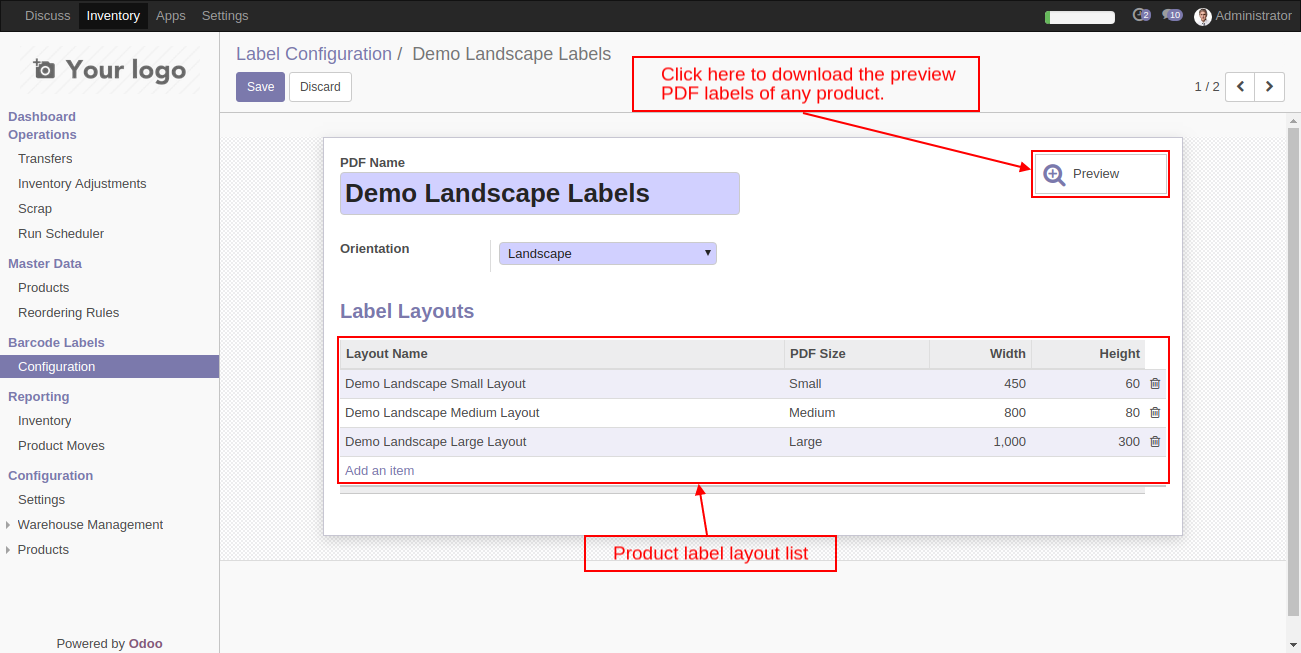 Discuss Inventory Apps Settings 2 10 Administrator
Your logo
Label Configuration / Demo Landscape Labels
Save Discard
1 / 2
Click here to download the preview
PDF labels of any product.
Dashboard
Operations
Transfers
Inventory Adjustments
Scrap
Run Scheduler
Master Data
Products
Reordering Rules
Barcode Labels
Configuration
Reporting
Inventory
Product Moves
Configuration
Settings
Warehouse Management
Products
Powered by Odoo
PDF Name
Demo Landscape Labels
Preview
Orientation Landscape
Label Layouts
Layout Name PDF Size Width Height
Demo Landscape Small Layout Small 450 60
Demo Landscape Medium Layout Medium 800 80
Demo Landscape Large Layout Large 1,000 300
Add an item
Product label layout list